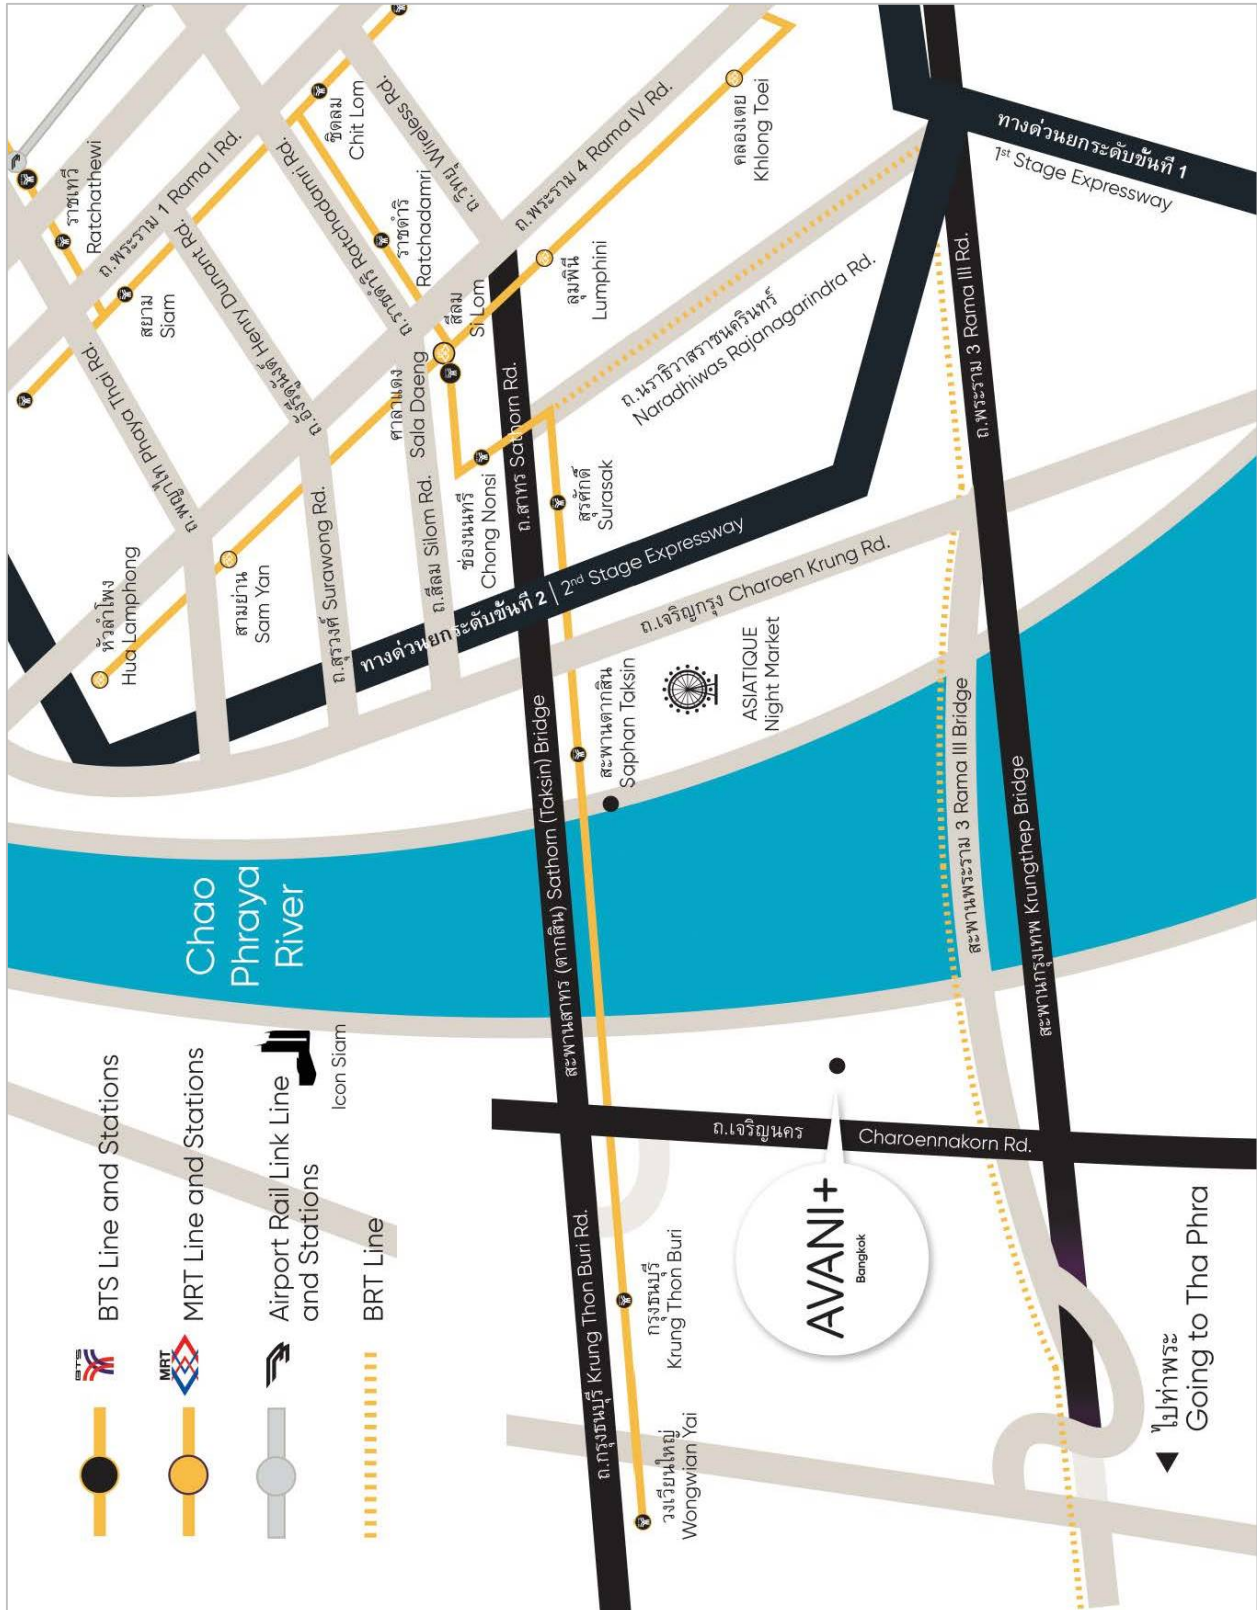 BTS
BTS Line and Stations
MRT
MRT Line and Stations
Airport Rail Link Line
and Stations
BRT Line
Icon Siam
Chao
Phraya
River
หัวลำโพง
Hua Lamphong
สามย่าน
Sam Yan
ราชเทวี
Ratchathewi
สยาม
Siam
ชิดลม
Chit Lom
ราชดำริ
Ratchadamri
ศาลาแดง
Sala Daeng
สีลม
Si Lom
ลุมพินี
Lumphini
คลองเตย
Khlong Toei
ช่องนนทรี
Chong Nonsi
สุรศักดิ์
Surasak
สะพานตากสิน
Saphan Taksin
กรุงธนบุรี
Krung Thon Buri
วงเวียนใหญ่
Wongwian Yai
ถ.พญาไท Phaya Thai Rd.
ถ.พระราม 1 Rama I Rd.
ถ.อังรีดูนังต์ Henry Dunant Rd.
ถ.ราชดำริ Ratchadamri Rd.
ถ.วิทยุ Wireless Rd.
ถ.พระราม 4 Rama IV Rd.
ถ.สุรวงศ์ Surawong Rd.
ถ.สีลม Silom Rd.
ถ.สาทร Sathorn Rd.
ถ.นราธิวาสราชนครินทร์
Naradhiwas Rajanagarindra Rd.
ทางด่วนยกระดับขั้นที่ 2 | 2nd Stage Expressway
ทางด่วนยกระดับขั้นที่ 1
1st Stage Expressway
ถ.เจริญกรุง Charoen Krung Rd.
ถ.พระราม 3 Rama III Rd.
ASIATIQUE
Night Market
สะพานสาทร (ตากสิน) Sathorn (Taksin) Bridge
สะพานพระราม 3 Rama III Bridge
สะพานกรุงเทพ Krungthep Bridge
ถ.กรุงธนบุรี Krung Thon Buri Rd.
ถ.เจริญนคร Charoennakorn Rd.
AVANI+
Bangkok
ไปท่าพระ
Going to Tha Phra